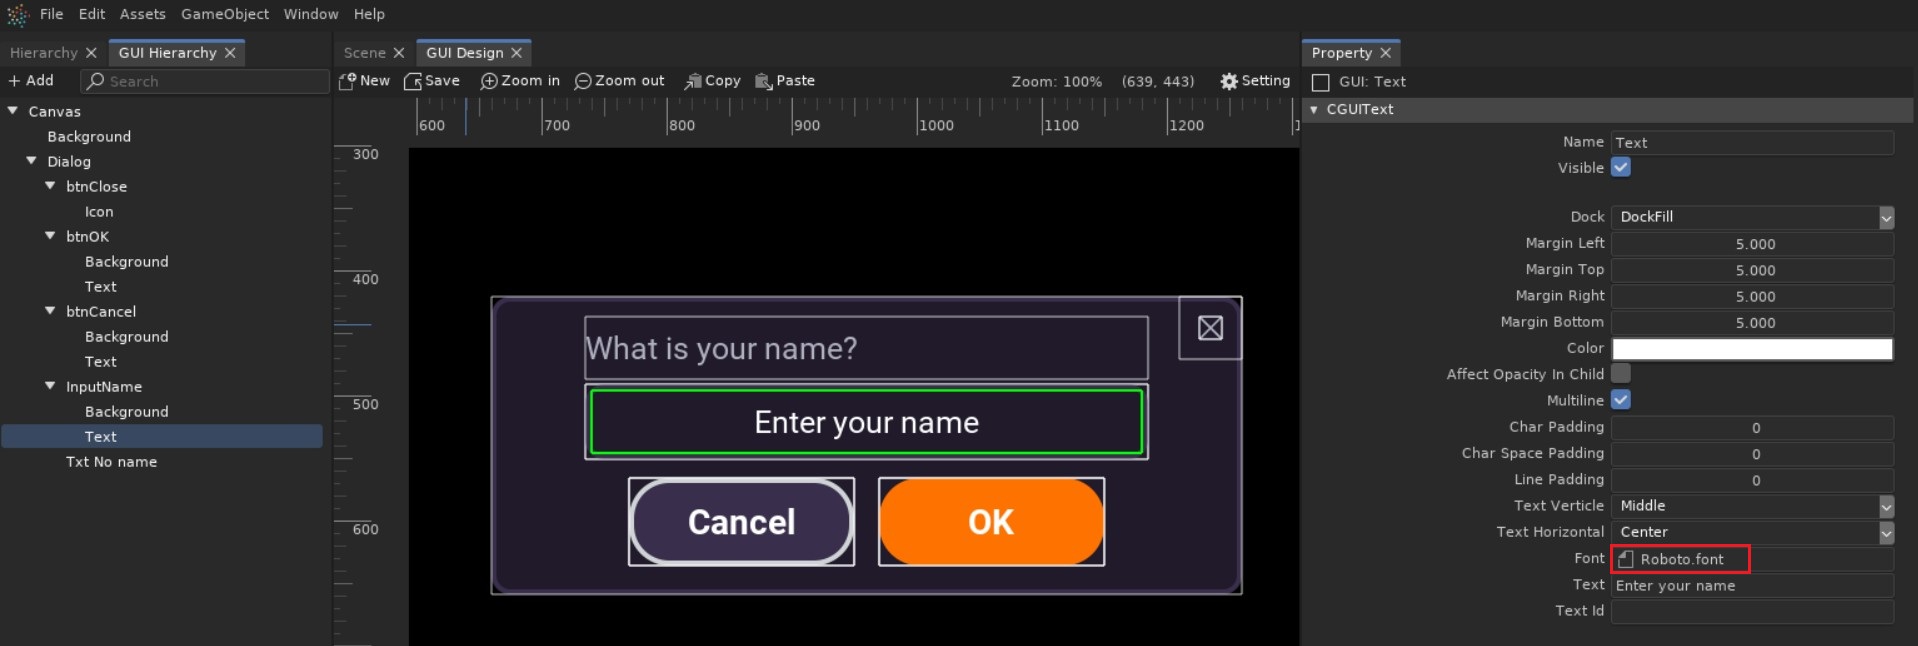 File Edit Assets GameObject Window Help
Hierarchy GUI Hierarchy
+ Add Search
Canvas
Background
Dialog
btnClose
Icon
btnOK
Background
Text
btnCancel
Background
Text
InputName
Background
Text
Txt No name
Scene GUI Design
New Save Zoom in Zoom out Copy Paste Zoom: 100% (639, 443) Setting
600 700 800 900 1000 1100 1200
300
400
500
600
What is your name?
Enter your name
Cancel OK
Property
GUI: Text
CGUIText
Name Text
Visible
Dock DockFill
Margin Left 5.000
Margin Top 5.000
Margin Right 5.000
Margin Bottom 5.000
Color
Affect Opacity In Child
Multiline
Char Padding 0
Char Space Padding 0
Line Padding 0
Text Verticle Middle
Text Horizontal Center
Font Roboto.font
Text Enter your name
Text Id